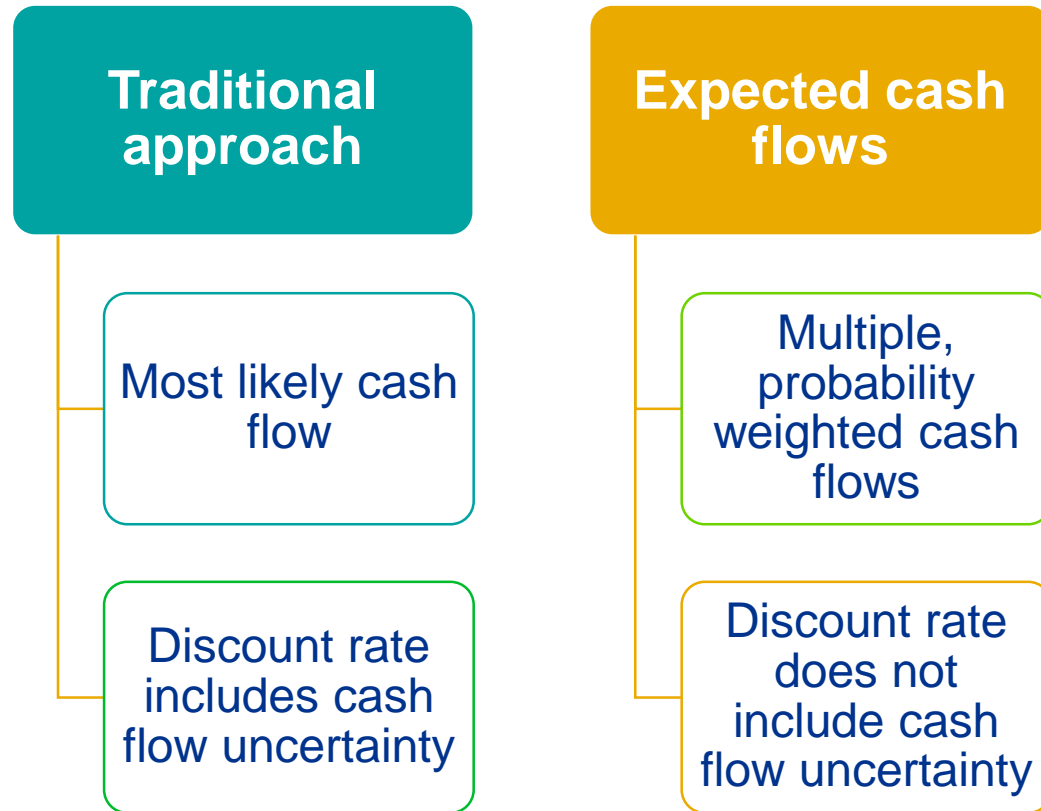 Traditional
approach
Most likely cash
flow
Discount rate
includes cash
flow uncertainty
Expected cash
flows
Multiple,
probability
weighted cash
flows
Discount rate
does not
include cash
flow uncertainty